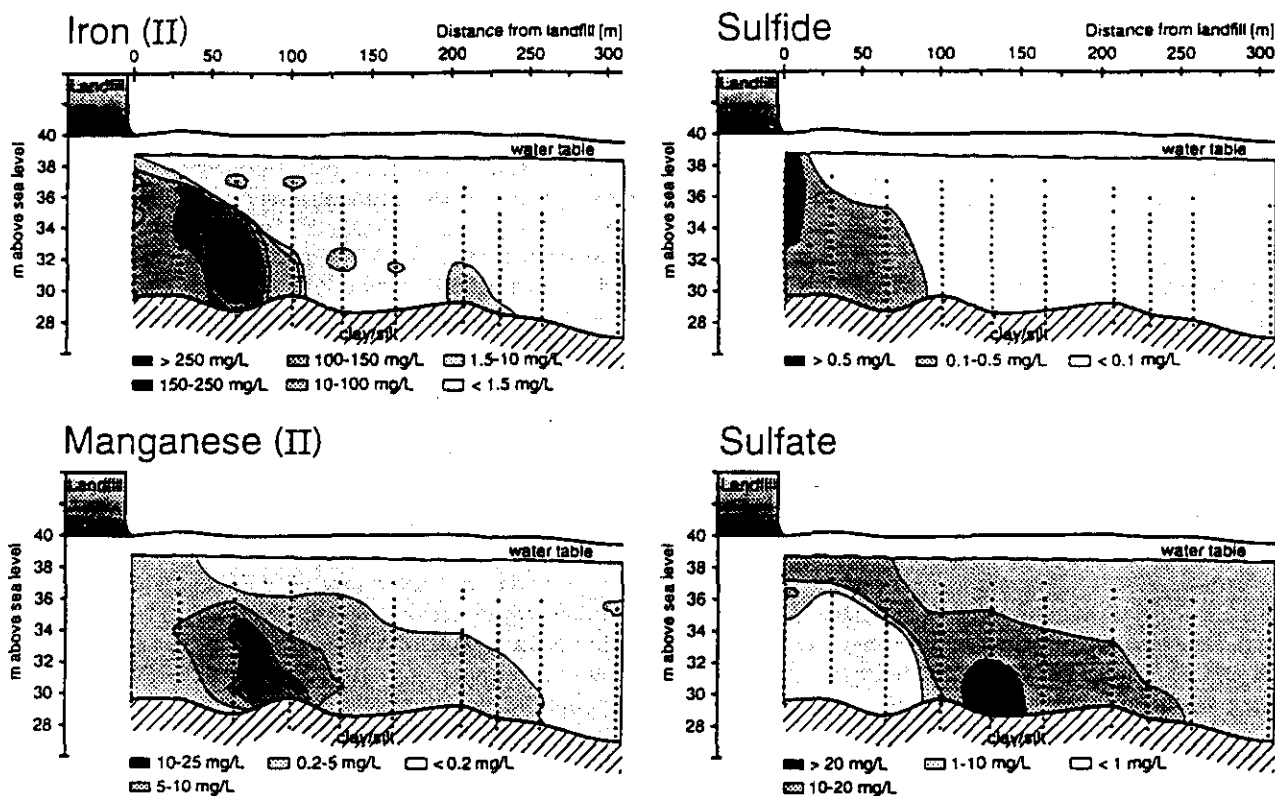 Iron (II)
Distance from landfill [m]
0 50 100 150 200 250 300
Landfill
40
38
36
34
32
30
28
m above sea level
water table
clay/silt
> 250 mg/L 100-150 mg/L 1.5-10 mg/L
150-250 mg/L 10-100 mg/L < 1.5 mg/L
Sulfide
Distance from landfill [m]
0 50 100 150 200 250 300
Landfill
40
38
36
34
32
30
28
m above sea level
water table
clay/silt
> 0.5 mg/L 0.1-0.5 mg/L < 0.1 mg/L
Manganese (II)
Landfill
40
38
36
34
32
30
28
m above sea level
water table
clay/silt
10-25 mg/L 0.2-5 mg/L < 0.2 mg/L
5-10 mg/L
Sulfate
Landfill
40
38
36
34
32
30
28
m above sea level
water table
clay/silt
> 20 mg/L 1-10 mg/L < 1 mg/L
10-20 mg/L